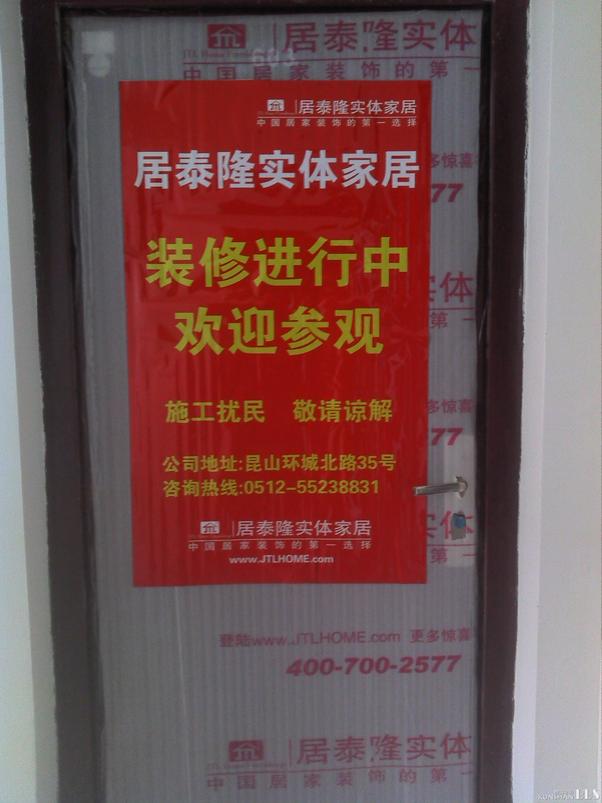 居泰隆实体
中国居家装饰的第一
居泰隆实体家居
中国居家装饰的第一选择
居泰隆实体家居
多惊喜
77
装修进行中
字体
欢迎参观
第一
施工扰民 敬请谅解
多惊喜
77
公司地址:昆山环城北路35号
咨询热线:0512-55238831
居泰隆实体家居
中国居家装饰的第一选择
实体
第一
www.JTLHOME.com
登陆www.JTLHOME.com 更多惊喜
400-700-2577
居泰隆实体
中国居家装饰的第一